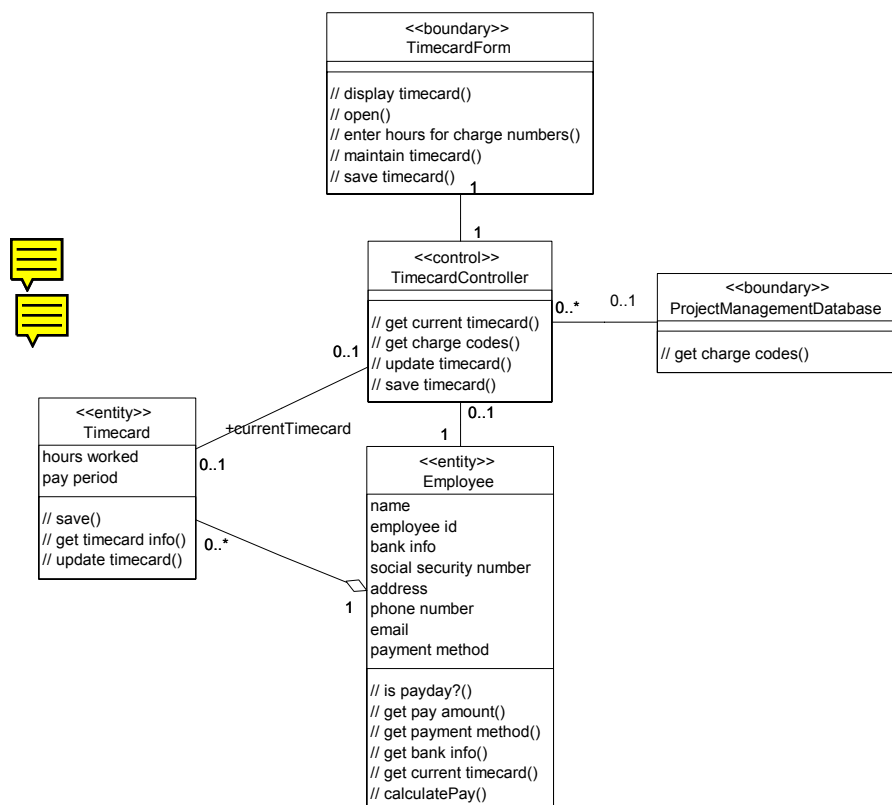 <<boundary>>
TimecardForm
// display timecard()
// open()
// enter hours for charge numbers()
// maintain timecard()
// save timecard()
1
1
<<control>>
TimecardController
// get current timecard()
// get charge codes()
// update timecard()
// save timecard()
0..*
0..1
<<boundary>>
ProjectManagementDatabase
// get charge codes()
0..1
+currentTimecard
0..1
0..1
1
<<entity>>
Timecard
hours worked
pay period
// save()
// get timecard info()
// update timecard()
0..*
1
<<entity>>
Employee
name
employee id
bank info
social security number
address
phone number
email
payment method
// is payday?()
// get pay amount()
// get payment method()
// get bank info()
// get current timecard()
// calculatePay()